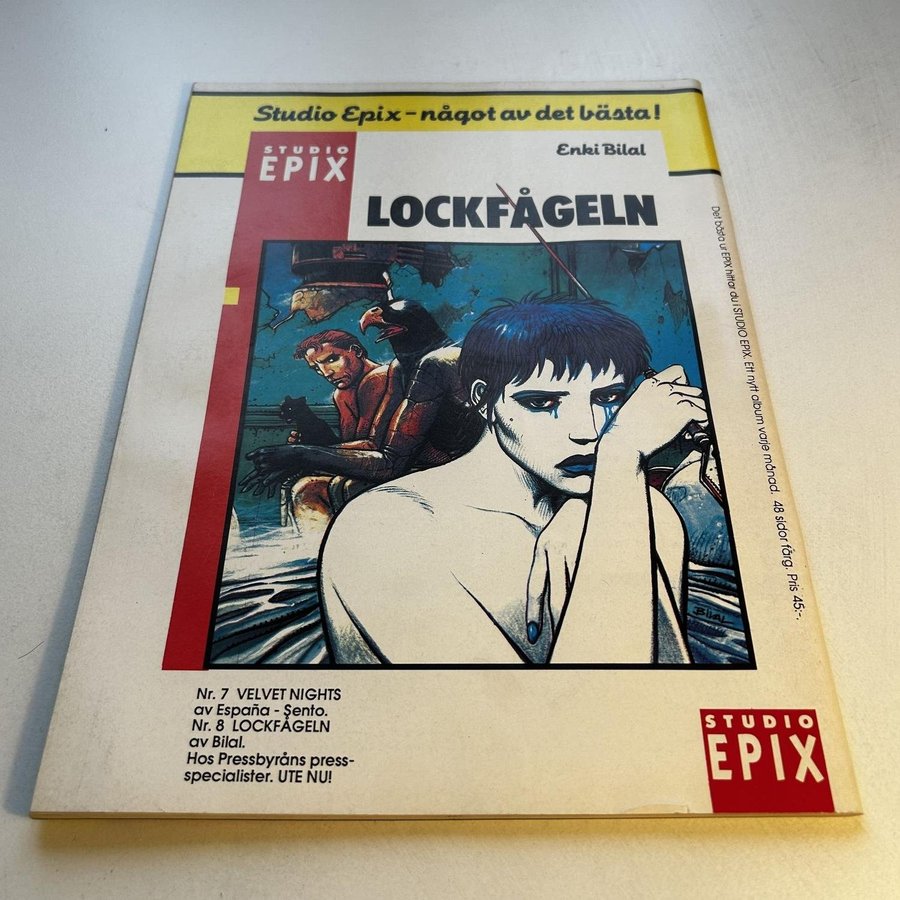 Studio Epix – något av det bästa!
STUDIO
EPIX
Enki Bilal
LOCKFÅGELN
Det bästa ur EPIX hittar du i STUDIO EPIX. Ett nytt album varje månad. 48 sidor färg. Pris 45:-.
Bilal
Nr. 7 VELVET NIGHTS
av España - Sento.
Nr. 8 LOCKFÅGELN
av Bilal.
Hos Pressbyråns press-
specialister. UTE NU!
STUDIO
EPIX